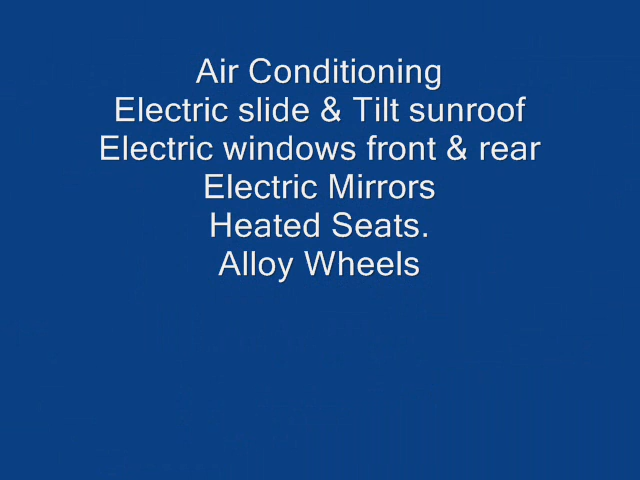 Air Conditioning
Electric slide & Tilt sunroof
Electric windows front & rear
Electric Mirrors
Heated Seats.
Alloy Wheels